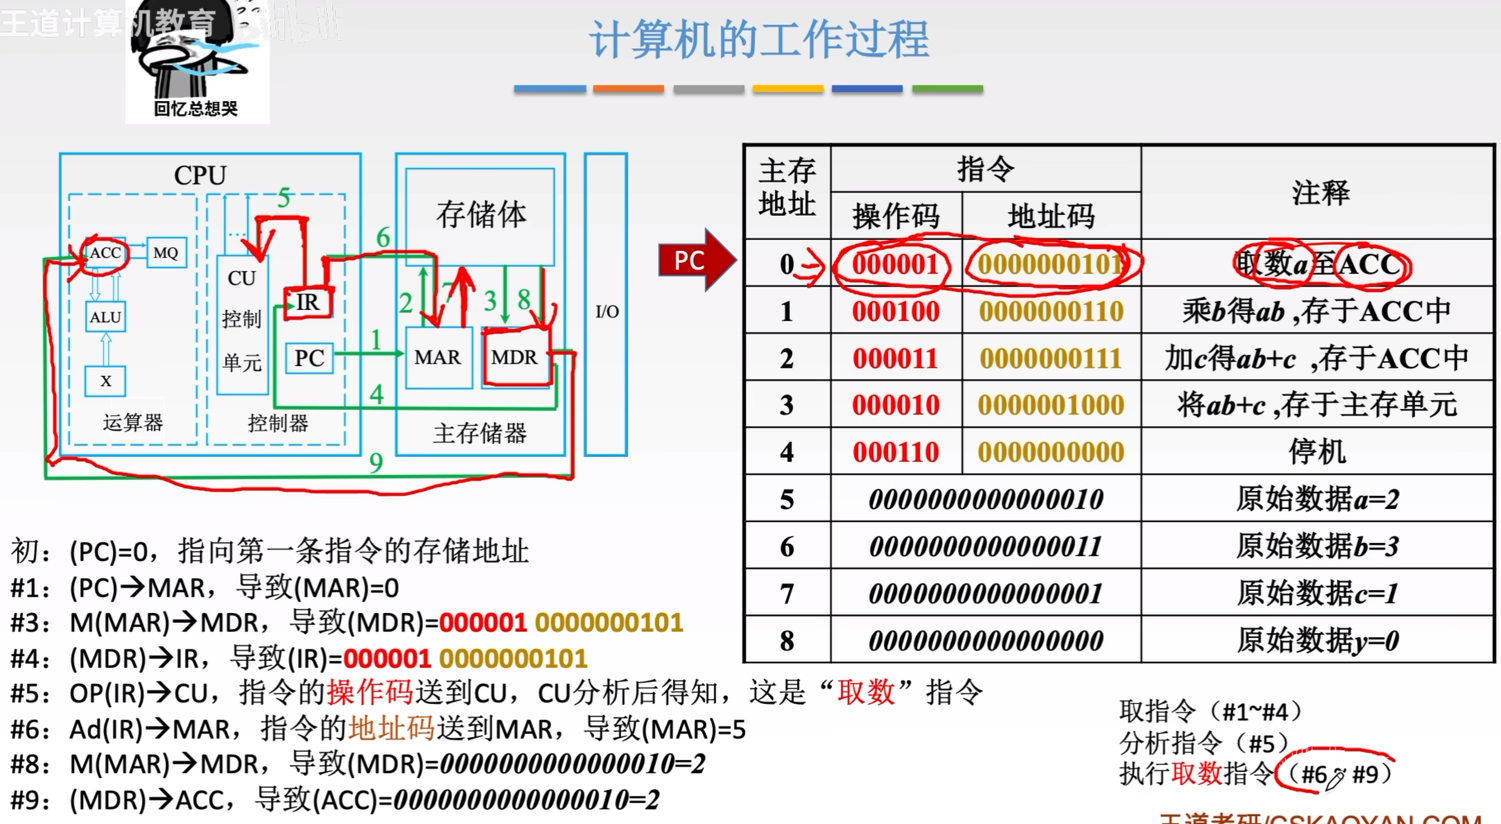 王道计算机教育
回忆总想哭
计算机的工作过程
CPU
ACC
MQ
ALU
X
运算器
CU
控制
单元
IR
PC
控制器
存储体
MAR
MDR
主存储器
I/O
5
6
2
7
3
8
1
4
9
PC
主存地址 指令 注释
操作码 地址码
0 000001 0000000101 取数a至ACC
1 000100 0000000110 乘b得ab ,存于ACC中
2 000011 0000000111 加c得ab+c ,存于ACC中
3 000010 0000001000 将ab+c ,存于主存单元
4 000110 0000000000 停机
5 0000000000000010 原始数据a=2
6 0000000000000011 原始数据b=3
7 0000000000000001 原始数据c=1
8 0000000000000000 原始数据y=0
初：(PC)=0，指向第一条指令的存储地址
#1：(PC)→MAR，导致(MAR)=0
#3：M(MAR)→MDR，导致(MDR)=000001 0000000101
#4：(MDR)→IR，导致(IR)=000001 0000000101
#5：OP(IR)→CU，指令的操作码送到CU，CU分析后得知，这是“取数”指令
#6：Ad(IR)→MAR，指令的地址码送到MAR，导致(MAR)=5
#8：M(MAR)→MDR，导致(MDR)=0000000000000010=2
#9：(MDR)→ACC，导致(ACC)=0000000000000010=2
取指令（#1~#4）
分析指令（#5）
执行取数指令（#6 #9）
王道考研/CSKAOYAN.COM